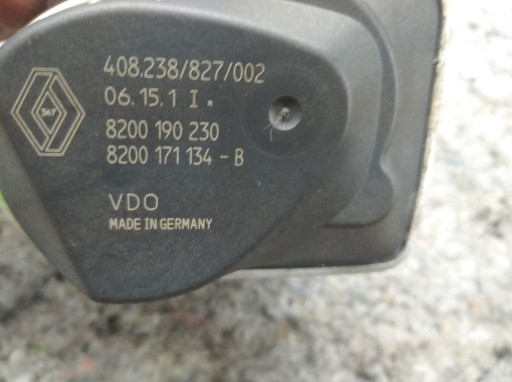 408.238/827/002
06.15.1 I.
8200 190 230
8200 171 134 - B
VDO
MADE IN GERMANY